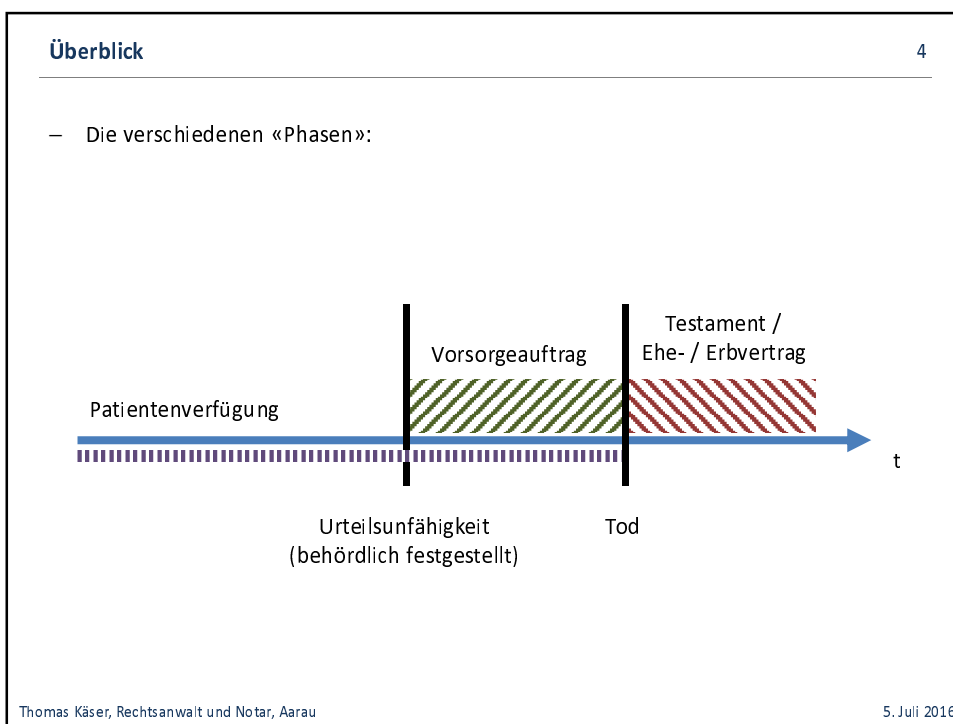 Überblick
4
– Die verschiedenen «Phasen»:
Testament /
Ehe- / Erbvertrag
Vorsorgeauftrag
Patientenverfügung
t
Urteilsunfähigkeit
(behördlich festgestellt)
Tod
Thomas Käser, Rechtsanwalt und Notar, Aarau
5. Juli 2016